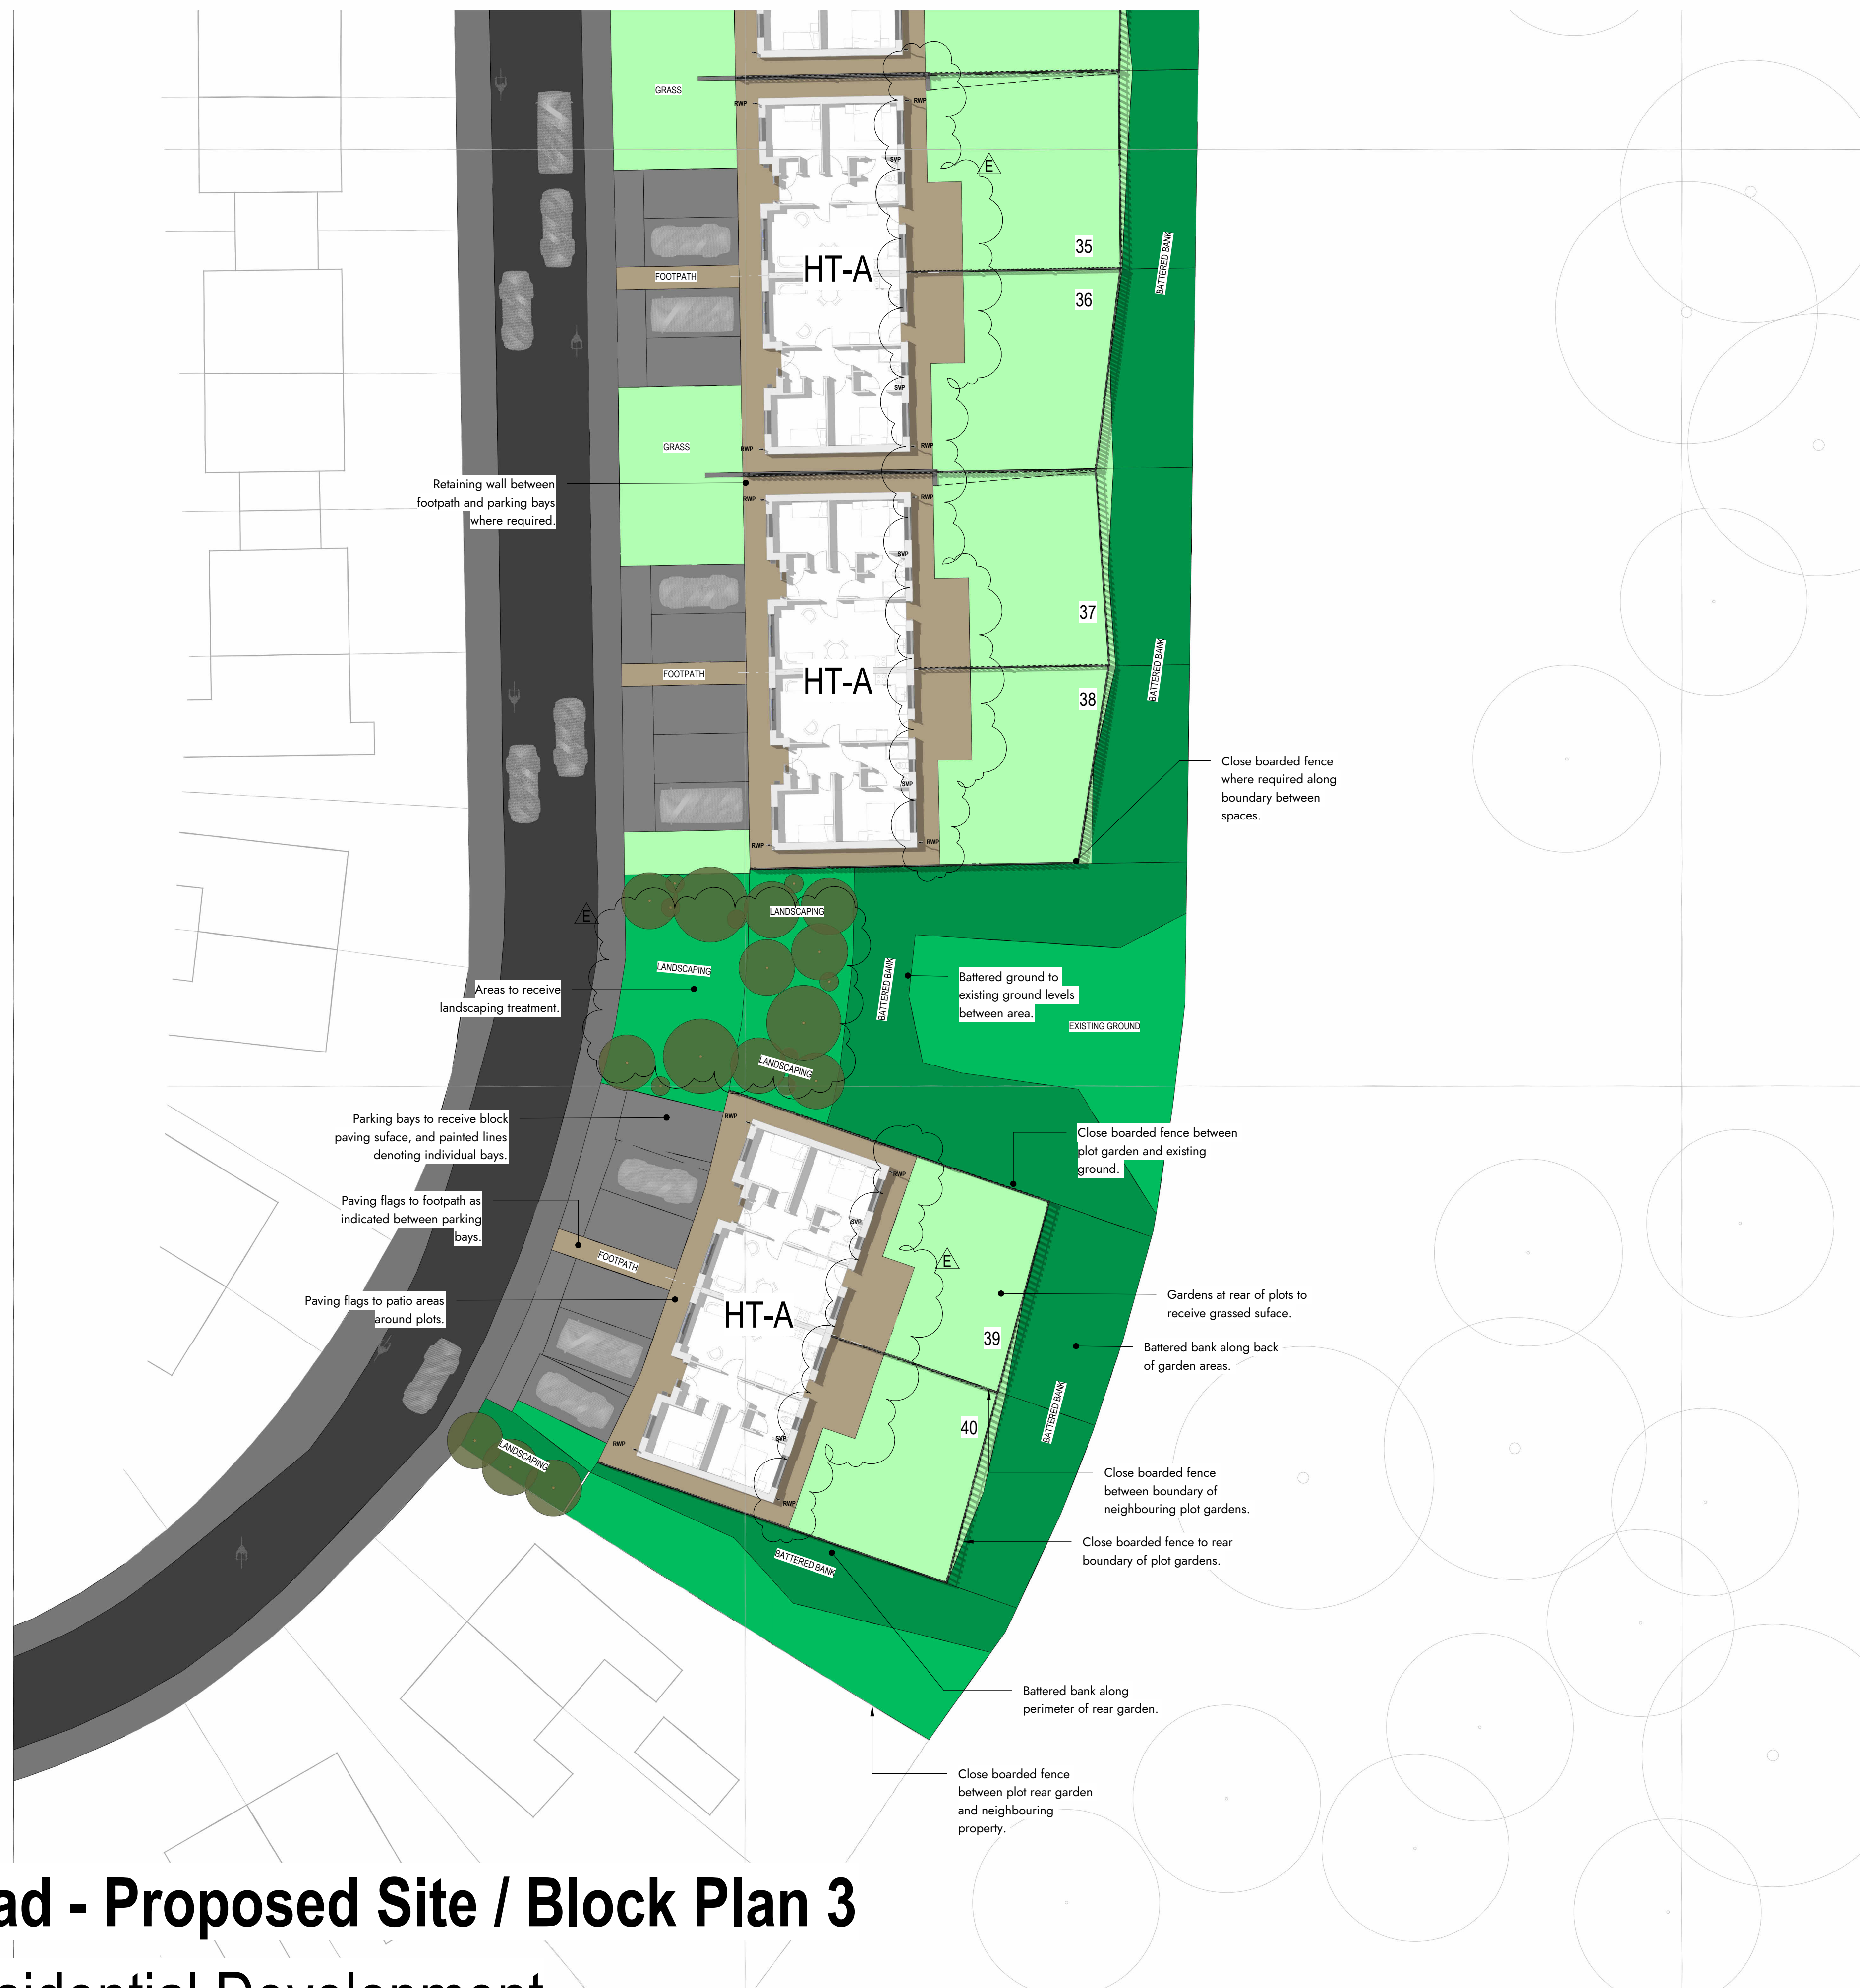 GRASS
RWP
RWP
SVP
E
HT-A
35
36
BATTERED BANK
FOOTPATH
SVP
GRASS
RWP
RWP
Retaining wall between
footpath and parking bays
where required.
RWP
RWP
SVP
37
38
BATTERED BANK
FOOTPATH
HT-A
SVP
RWP
RWP
Close boarded fence
where required along
boundary between
spaces.
E
LANDSCAPING
LANDSCAPING
BATTERED BANK
Areas to receive
landscaping treatment.
Battered ground to
existing ground levels
between area.
EXISTING GROUND
LANDSCAPING
Parking bays to receive block
paving suface, and painted lines
denoting individual bays.
RWP
Close boarded fence between
plot garden and existing
ground.
RWP
Paving flags to footpath as
indicated between parking
bays.
SVP
E
FOOTPATH
Paving flags to patio areas
around plots.
HT-A
Gardens at rear of plots to
receive grassed suface.
39
Battered bank along back
of garden areas.
BATTERED BANK
40
LANDSCAPING
RWP
SVP
RWP
Close boarded fence
between boundary of
neighbouring plot gardens.
Close boarded fence to rear
boundary of plot gardens.
BATTERED BANK
Battered bank along
perimeter of rear garden.
Close boarded fence
between plot rear garden
and neighbouring
property.
ad - Proposed Site / Block Plan 3
sidential Development